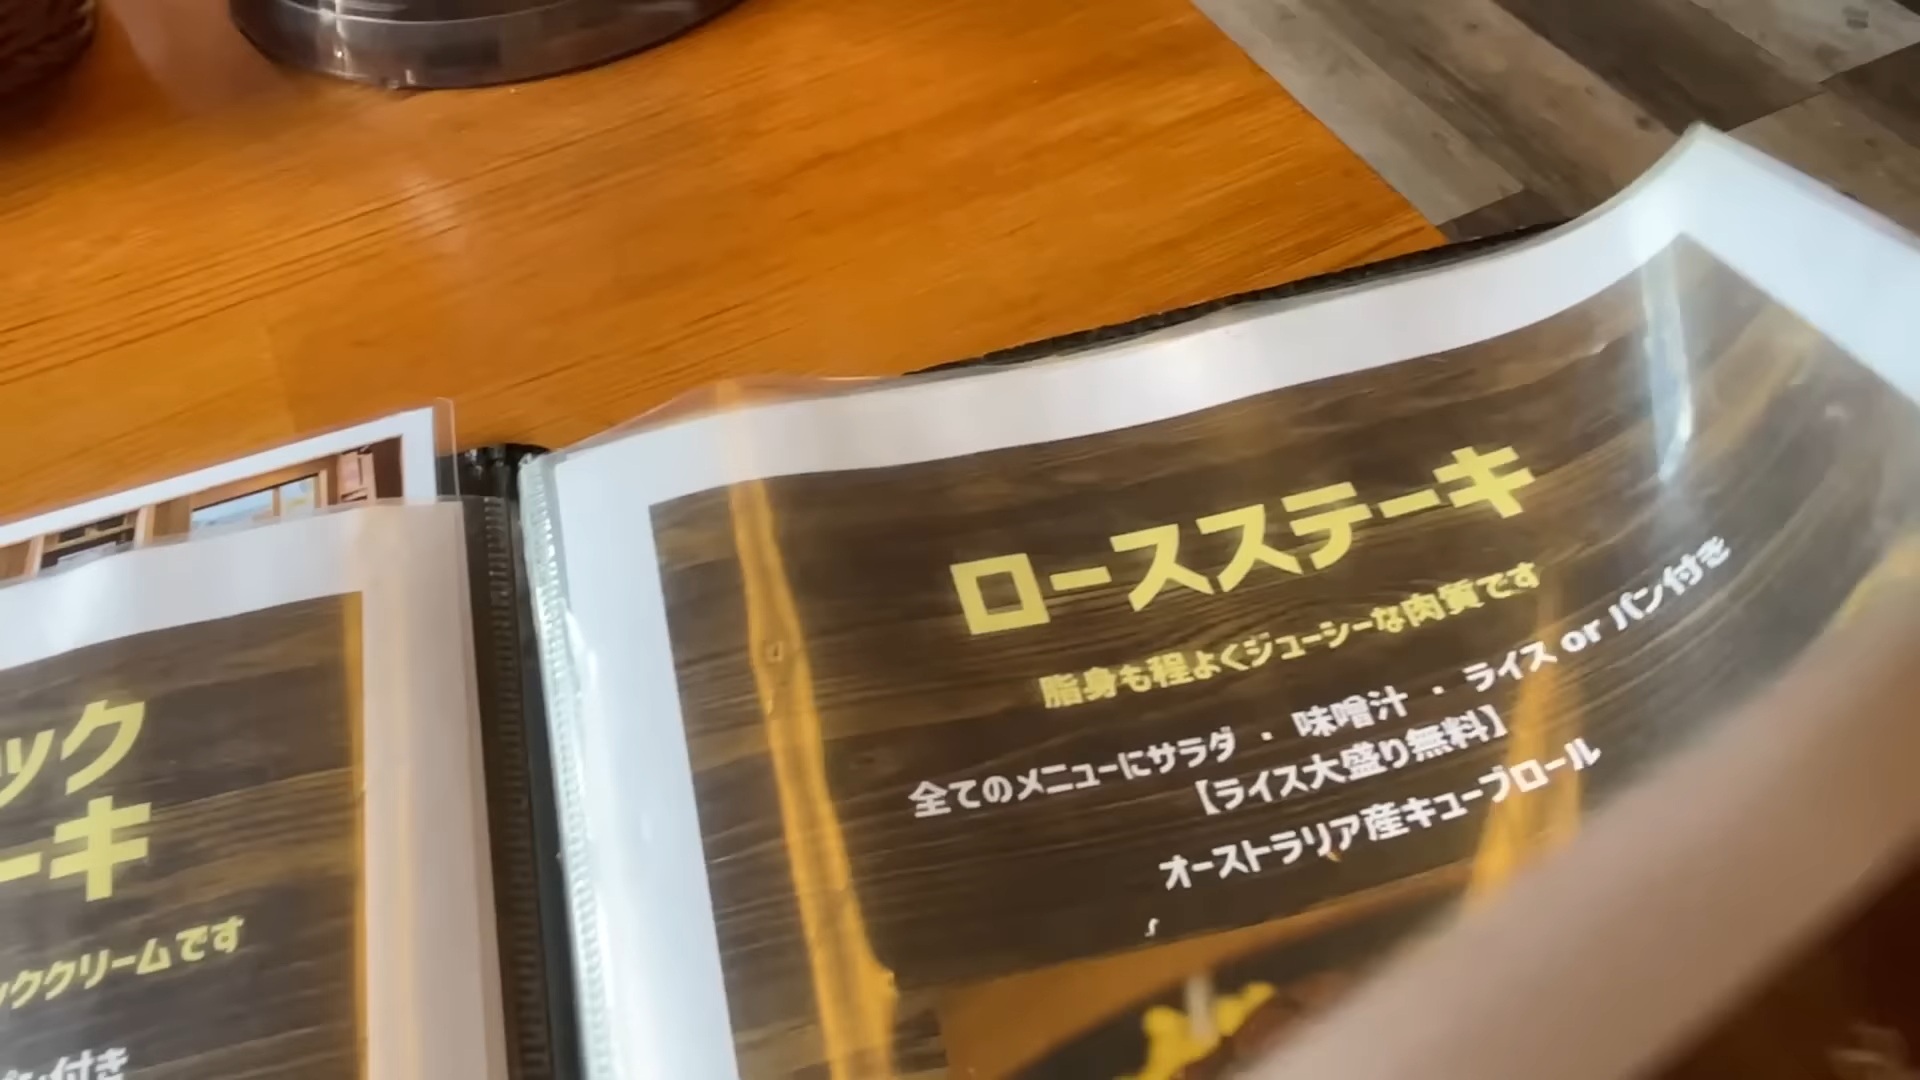 ック
ーキ
ッククリームです
パン付き
ロースステーキ
脂身も程よくジューシーな肉質です
全てのメニューにサラダ ・ 味噌汁 ・ ライス or パン付き
【ライス大盛り無料】
オーストラリア産キューブロール